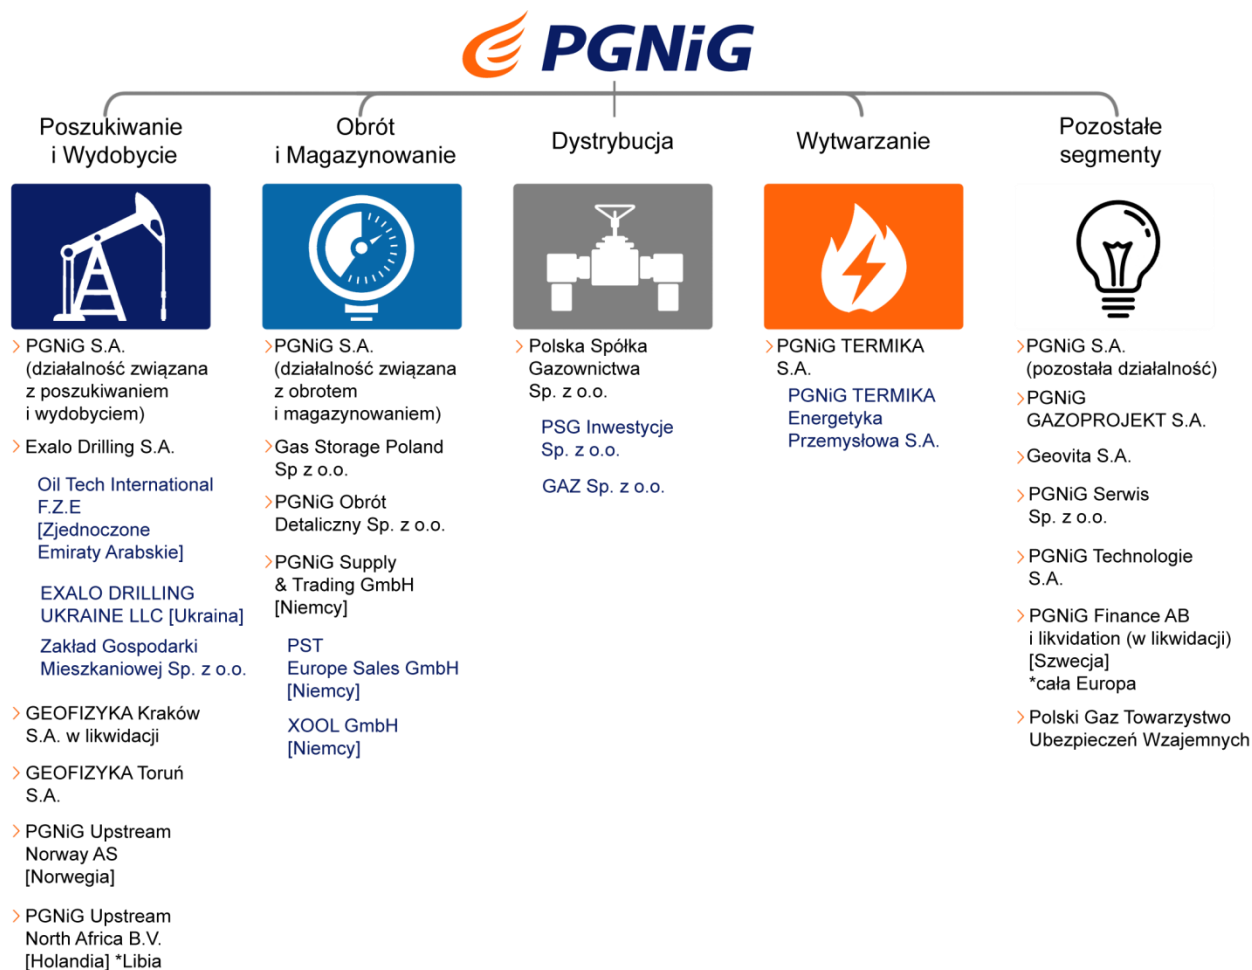 PGNiG
Poszukiwanie
i Wydobycie
Obrót
i Magazynowanie
Dystrybucja
Wytwarzanie
Pozostałe
segmenty
PGNiG S.A.
(działalność związana
z poszukiwaniem
i wydobyciem)
Exalo Drilling S.A.
Oil Tech International
F.Z.E
[Zjednoczone
Emiraty Arabskie]
EXALO DRILLING
UKRAINE LLC [Ukraina]
Zakład Gospodarki
Mieszkaniowej Sp. z o.o.
GEOFIZYKA Kraków
S.A. w likwidacji
GEOFIZYKA Toruń
S.A.
PGNiG Upstream
Norway AS
[Norwegia]
PGNiG Upstream
North Africa B.V.
[Holandia] *Libia
PGNiG S.A.
(działalność związana
z obrotem
i magazynowaniem)
Gas Storage Poland
Sp z o.o.
PGNiG Obrót
Detaliczny Sp. z o.o.
PGNiG Supply
& Trading GmbH
[Niemcy]
PST
Europe Sales GmbH
[Niemcy]
XOOL GmbH
[Niemcy]
Polska Spółka
Gazownictwa
Sp. z o.o.
PSG Inwestycje
Sp. z o.o.
GAZ Sp. z o.o.
PGNiG TERMIKA
S.A.
PGNiG TERMIKA
Energetyka
Przemysłowa S.A.
PGNiG S.A.
(pozostała działalność)
PGNiG
GAZOPROJEKT S.A.
Geovita S.A.
PGNiG Serwis
Sp. z o.o.
PGNiG Technologie
S.A.
PGNiG Finance AB
i likvidation (w likwidacji)
[Szwecja]
*cała Europa
Polski Gaz Towarzystwo
Ubezpieczeń Wzajemnych